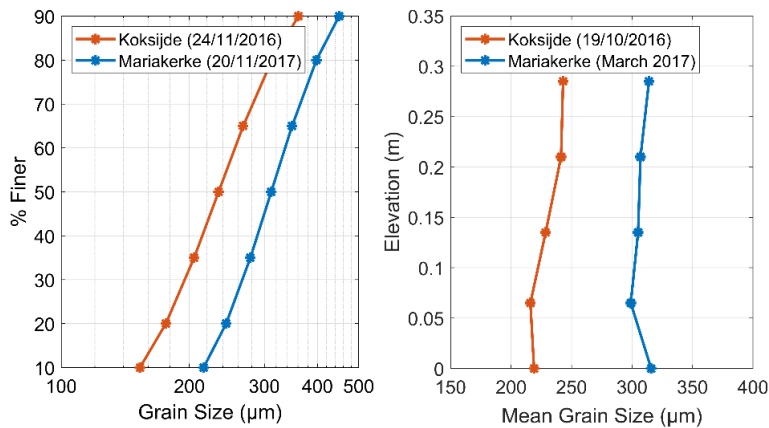 90
80
70
60
50
40
30
20
10
% Finer
Koksijde (24/11/2016)
Mariakerke (20/11/2017)
100 200 300 400 500
Grain Size (μm)
0.35
0.3
0.25
0.2
0.15
0.1
0.05
0
Elevation (m)
Koksijde (19/10/2016)
Mariakerke (March 2017)
150 200 250 300 350 400
Mean Grain Size (μm)